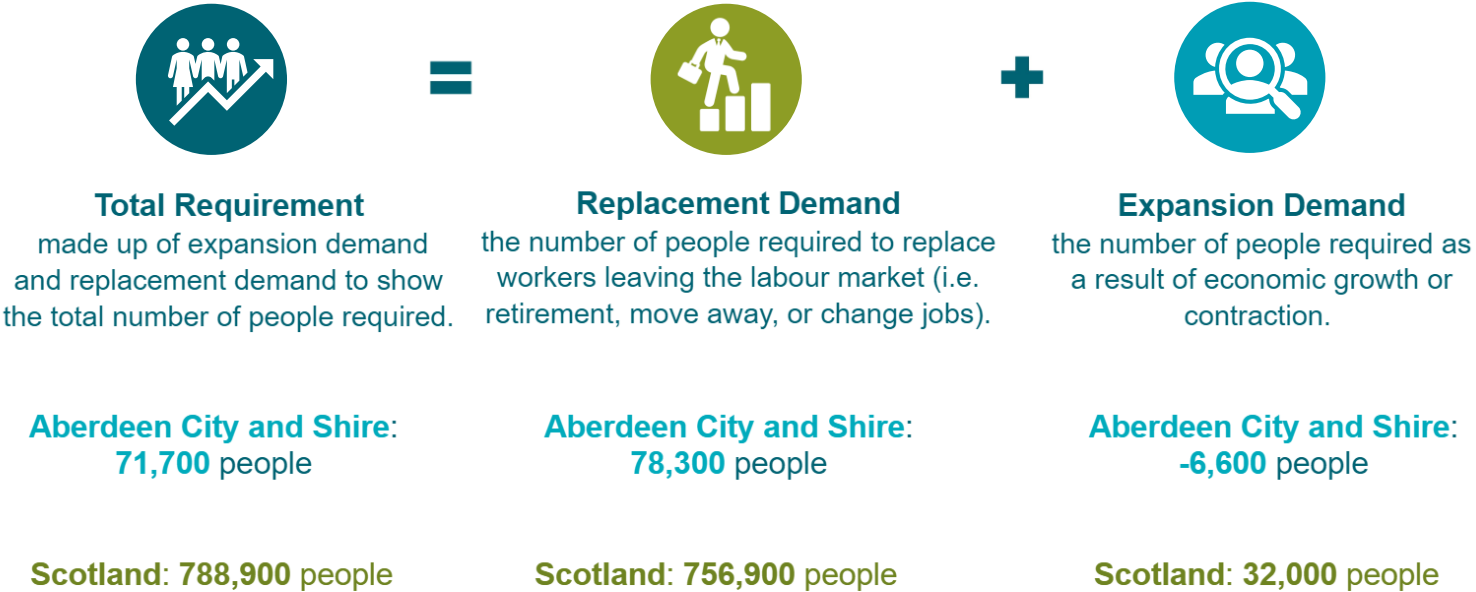 =
+
Total Requirement
made up of expansion demand
and replacement demand to show
the total number of people required.
Replacement Demand
the number of people required to replace
workers leaving the labour market (i.e.
retirement, move away, or change jobs).
Expansion Demand
the number of people required as
a result of economic growth or
contraction.
Aberdeen City and Shire:
71,700 people
Aberdeen City and Shire:
78,300 people
Aberdeen City and Shire:
-6,600 people
Scotland: 788,900 people
Scotland: 756,900 people
Scotland: 32,000 people